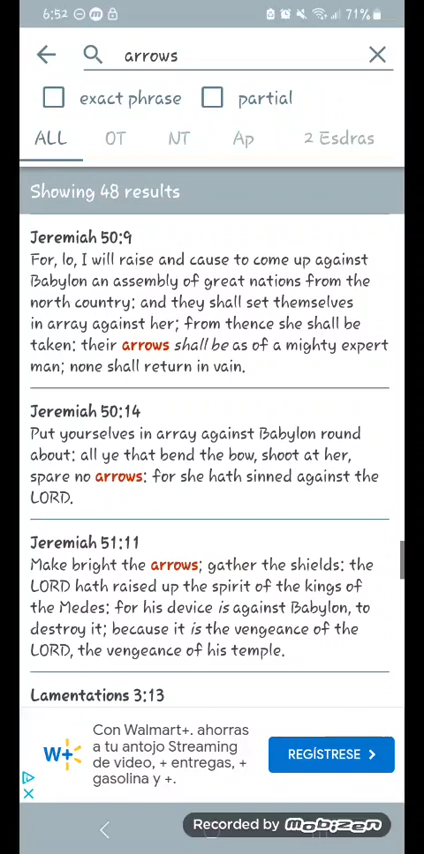 6:52 71%
arrows
exact phrase partial
ALL OT NT Ap 2 Esdras
Showing 48 results
Jeremiah 50:9
For, lo, I will raise and cause to come up against
Babylon an assembly of great nations from the
north country: and they shall set themselves
in array against her; from thence she shall be
taken: their arrows shall be as of a mighty expert
man; none shall return in vain.
Jeremiah 50:14
Put yourselves in array against Babylon round
about: all ye that bend the bow, shoot at her,
spare no arrows: for she hath sinned against the
LORD.
Jeremiah 51:11
Make bright the arrows; gather the shields: the
LORD hath raised up the spirit of the kings of
the Medes: for his device is against Babylon, to
destroy it; because it is the vengeance of the
LORD, the vengeance of his temple.
Lamentations 3:13
W+
Con Walmart+. ahorras
a tu antojo Streaming
de video, + entregas, +
gasolina y +.
REGÍSTRESE
Recorded by mobizen